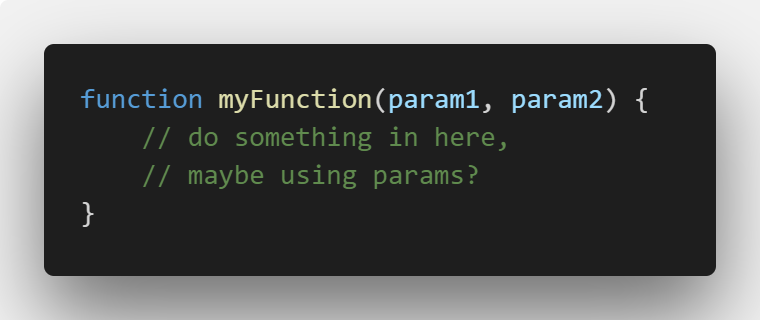 function myFunction(param1, param2) {
    // do something in here,
    // maybe using params?
}